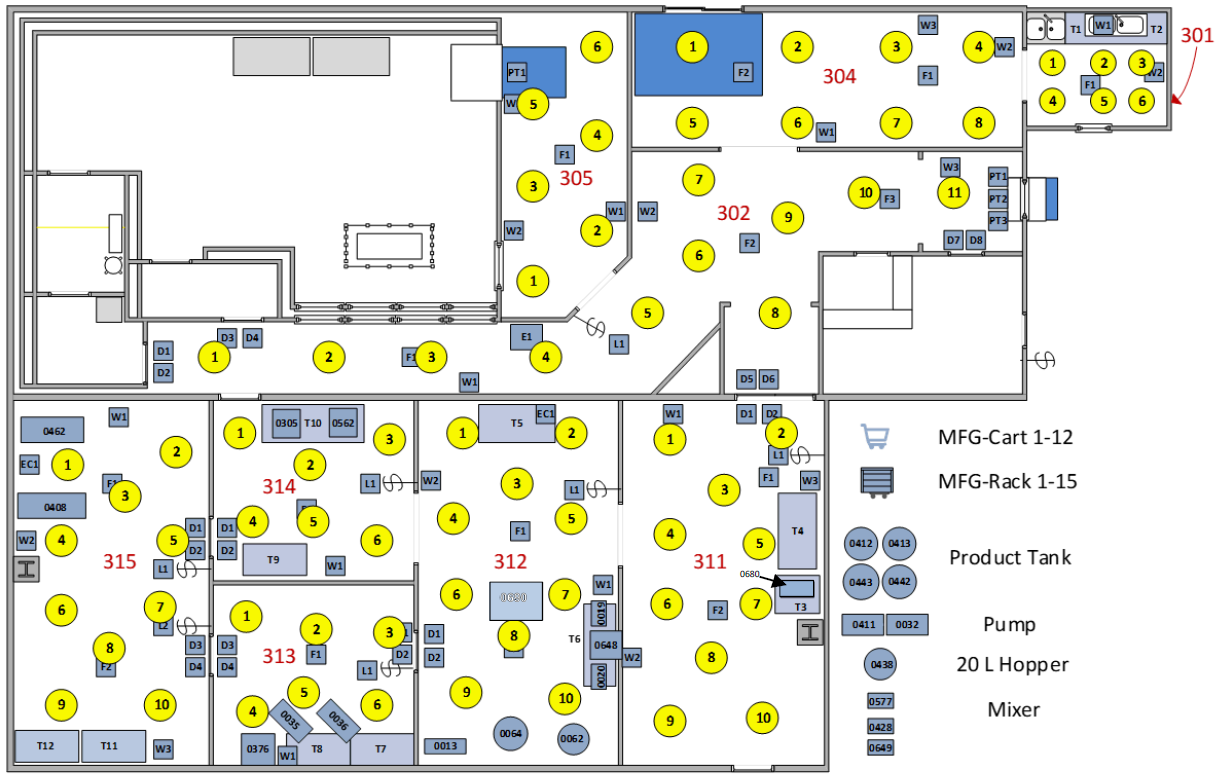 6
1
2
3
4
W3
W2
F2
F1
304
T1
W1
T2
301
1
2
3
W2
F1
4
5
6
PT1
5
4
F1
3
305
W1
W2
2
1
5
6
W1
7
8
7
W2
302
6
F2
9
10
F3
W3
11
PT1
PT2
PT3
D7
D8
5
8
L1
D5
D6
D1
D2
D3
D4
1
2
3
W1
E1
4
0462
W1
EC1
1
2
3
0408
W2
4
5
D1
D2
315
L1
6
7
8
D3
D4
9
10
T12
T11
W3
1
0305
T10
0562
3
2
314
L1
4
5
6
D1
D2
T9
W1
1
2
3
313
F1
D2
D3
D4
L1
4
5
6
0035
0036
0376
W1
T8
T7
1
T5
EC1
2
W2
3
L1
4
F1
5
312
6
7
W1
0019
T6
0648
0020
8
D1
D2
9
10
0013
0064
0062
W1
D1
D2
1
2
L1
F1
W3
3
4
5
T4
311
0680
T3
6
F2
7
W2
8
9
10
MFG-Cart 1-12
MFG-Rack 1-15
0412
0413
0443
0442
Product Tank
0411
0032
Pump
0438
20 L Hopper
0577
0428
0649
Mixer